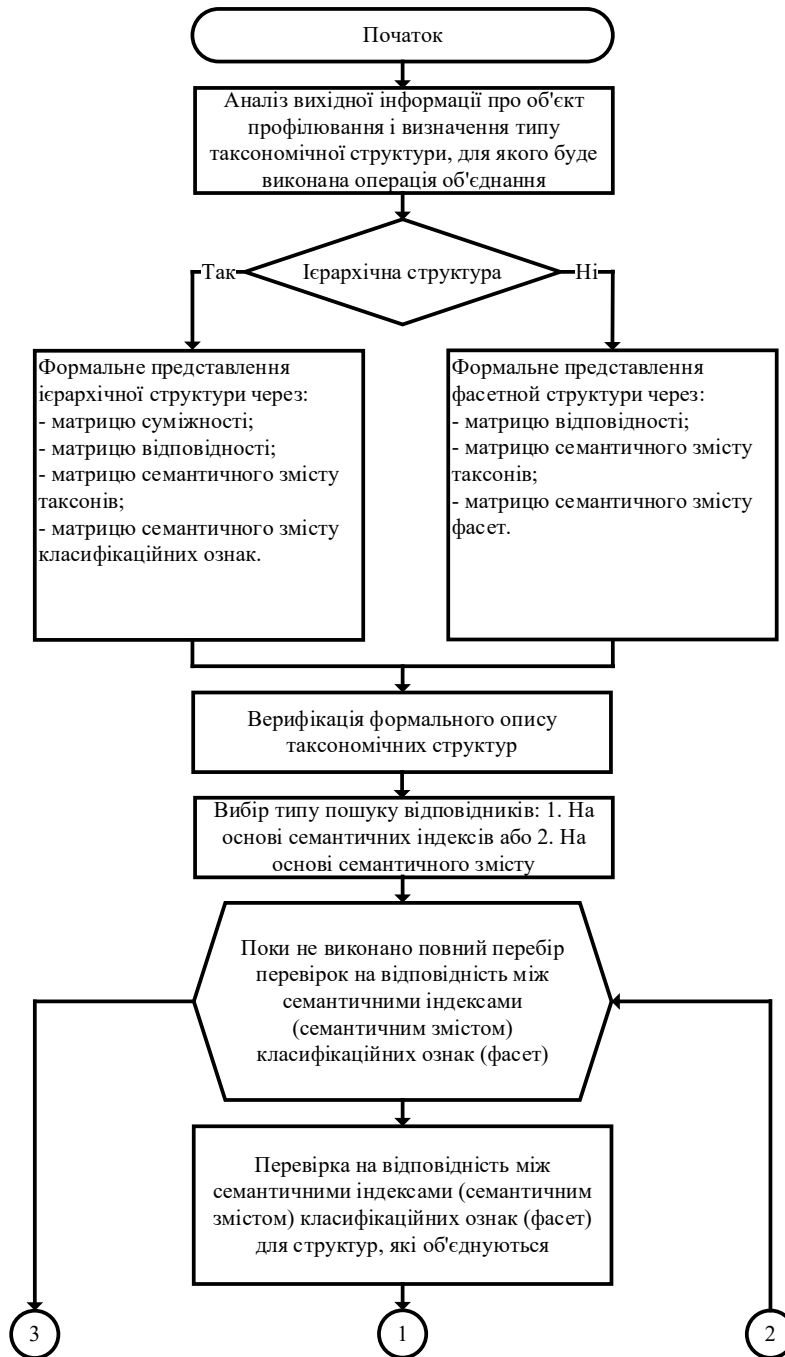 Початок
Аналіз вихідної інформації про об'єкт
профілювання і визначення типу
таксономічної структури, для якого буде
виконана операція об'єднання
Так
Ієрархічна структура
Ні
Формальне представлення
ієрархічної структури через:
- матрицю суміжності;
- матрицю відповідності;
- матрицю семантичного змісту
таксонів;
- матрицю семантичного змісту
класифікаційних ознак.
Формальне представлення
фасетной структури через:
- матрицю відповідності;
- матрицю семантичного змісту
таксонів;
- матрицю семантичного змісту
фасет.
Верифікація формального опису
таксономічних структур
Вибір типу пошуку відповідників: 1. На
основі семантичних індексів або 2. На
основі семантичного змісту
Поки не виконано повний перебір
перевірок на відповідність між
семантичними індексами
(семантичним змістом)
класифікаційних ознак (фасет)
Перевірка на відповідність між
семантичними індексами (семантичним
змістом) класифікаційних ознак (фасет)
для структур, які об'єднуються
3
1
2